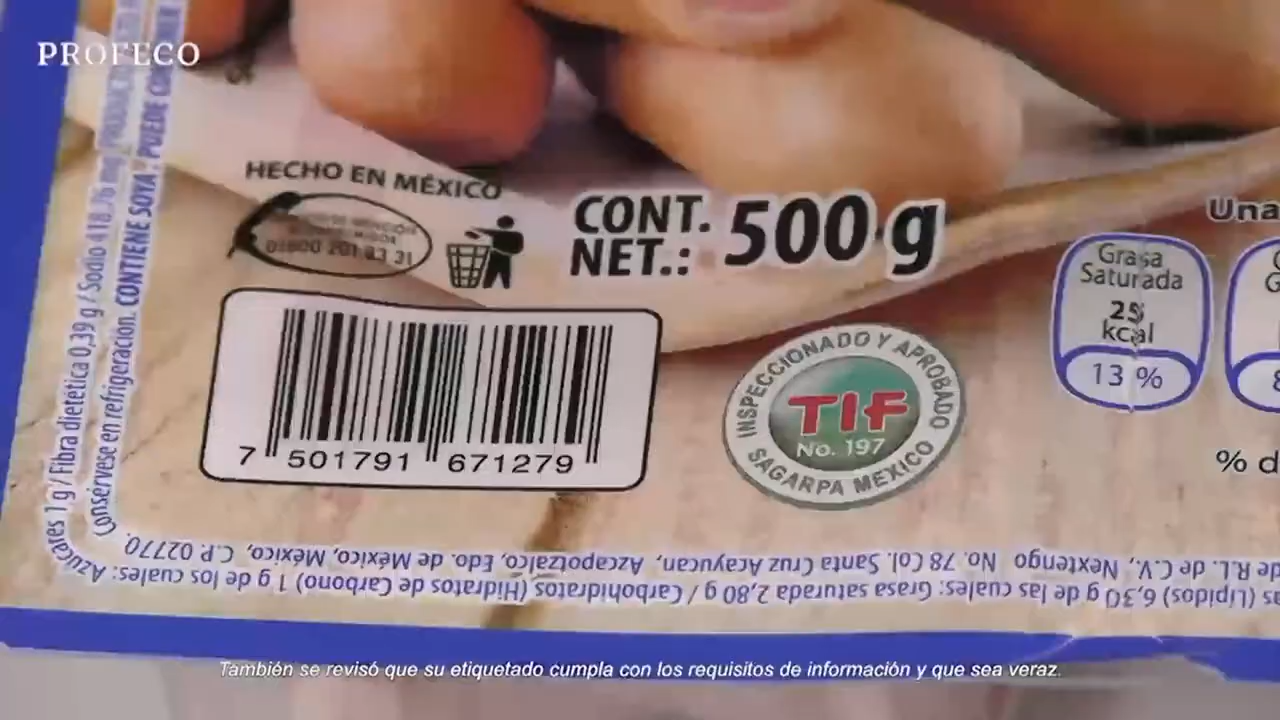 PROFECO
Azúcares 1 g / Fibra dietética 0,39 g / Sodio 418.76 mg
Consérvese en refrigeración. CONTIENE SOYA. PUEDE
HECHO EN MÉXICO
01800 201 83 31
CONT.
NET.: 500 g
Una
Grasa
Saturada
25
kcal
13 %
INSPECCIONADO Y APROBADO
TIF
No. 197
SAGARPA MEXICO
7 501791 671279
% d
de R.L. de C.V., Nextengo No. 78 Col. Santa Cruz Acayucan, Azcapotzalco, Edo. de México, México, C.P. 02770.
(Lípidos) 6,30 g de las cuales: Grasa saturada 2,80 g / Carbohidratos (Hidratos de Carbono) 1 g de los cuales:
También se revisó que su etiquetado cumpla con los requisitos de información y que sea veraz.